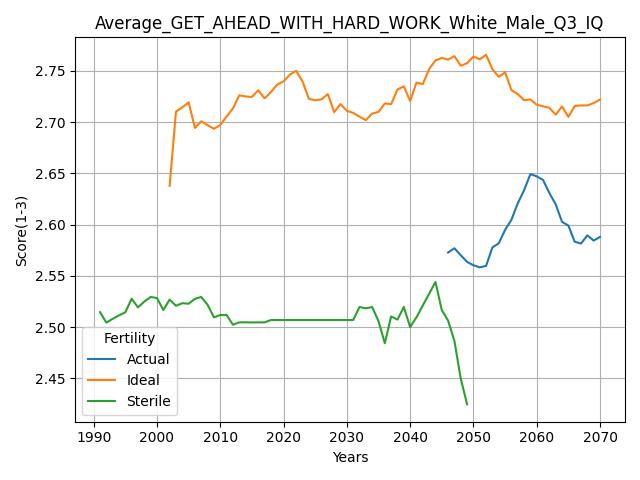 Average_GET_AHEAD_WITH_HARD_WORK_White_Male_Q3_IQ
Score(1-3)
2.75
2.70
2.65
2.60
2.55
2.50
2.45
Fertility
Actual
Ideal
Sterile
1990 2000 2010 2020 2030 2040 2050 2060 2070
Years